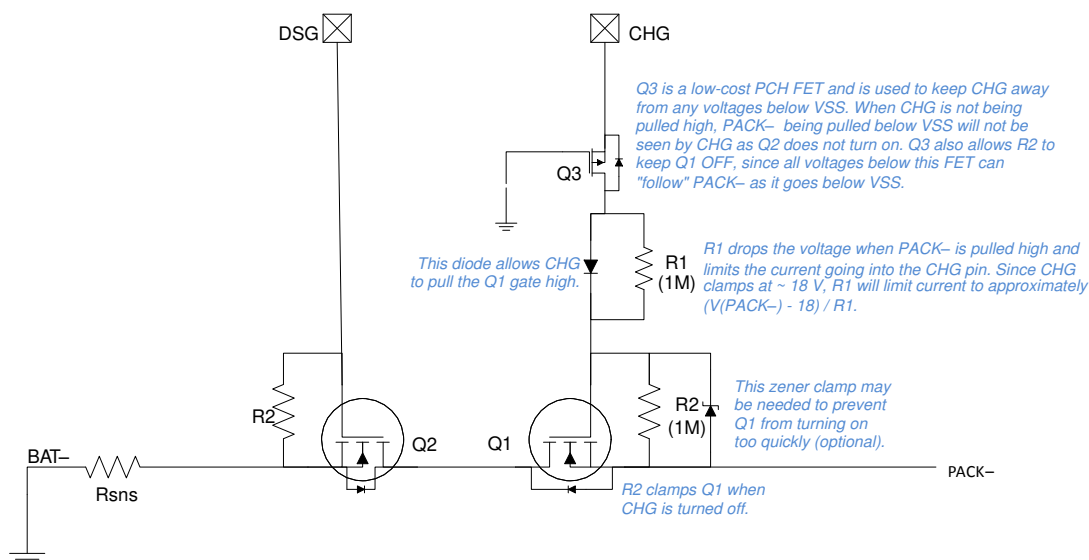 DSG
CHG
Q3 is a low-cost PCH FET and is used to keep CHG away
from any voltages below VSS. When CHG is not being
pulled high, PACK– being pulled below VSS will not be
seen by CHG as Q2 does not turn on. Q3 also allows R2 to
keep Q1 OFF, since all voltages below this FET can
"follow" PACK– as it goes below VSS.
Q3
This diode allows CHG
to pull the Q1 gate high.
R1
(1M)
R1 drops the voltage when PACK– is pulled high and
limits the current going into the CHG pin. Since CHG
clamps at ~ 18 V, R1 will limit current to approximately
(V(PACK–) - 18) / R1.
R2
Q2
Q1
R2
(1M)
This zener clamp may
be needed to prevent
Q1 from turning on
too quickly (optional).
BAT–
Rsns
PACK–
R2 clamps Q1 when
CHG is turned off.